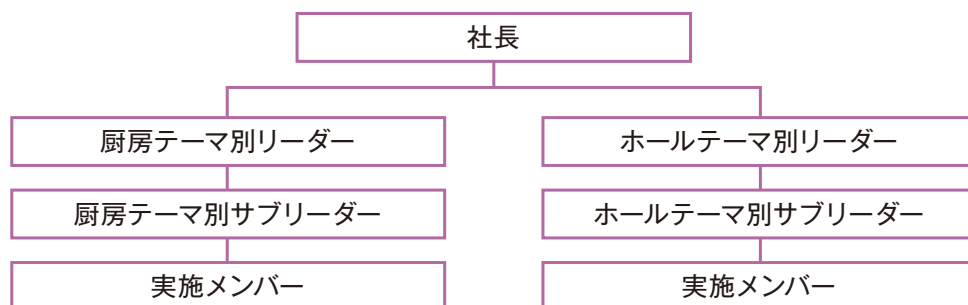 社長
厨房テーマ別リーダー
ホールテーマ別リーダー
厨房テーマ別サブリーダー
ホールテーマ別サブリーダー
実施メンバー
実施メンバー